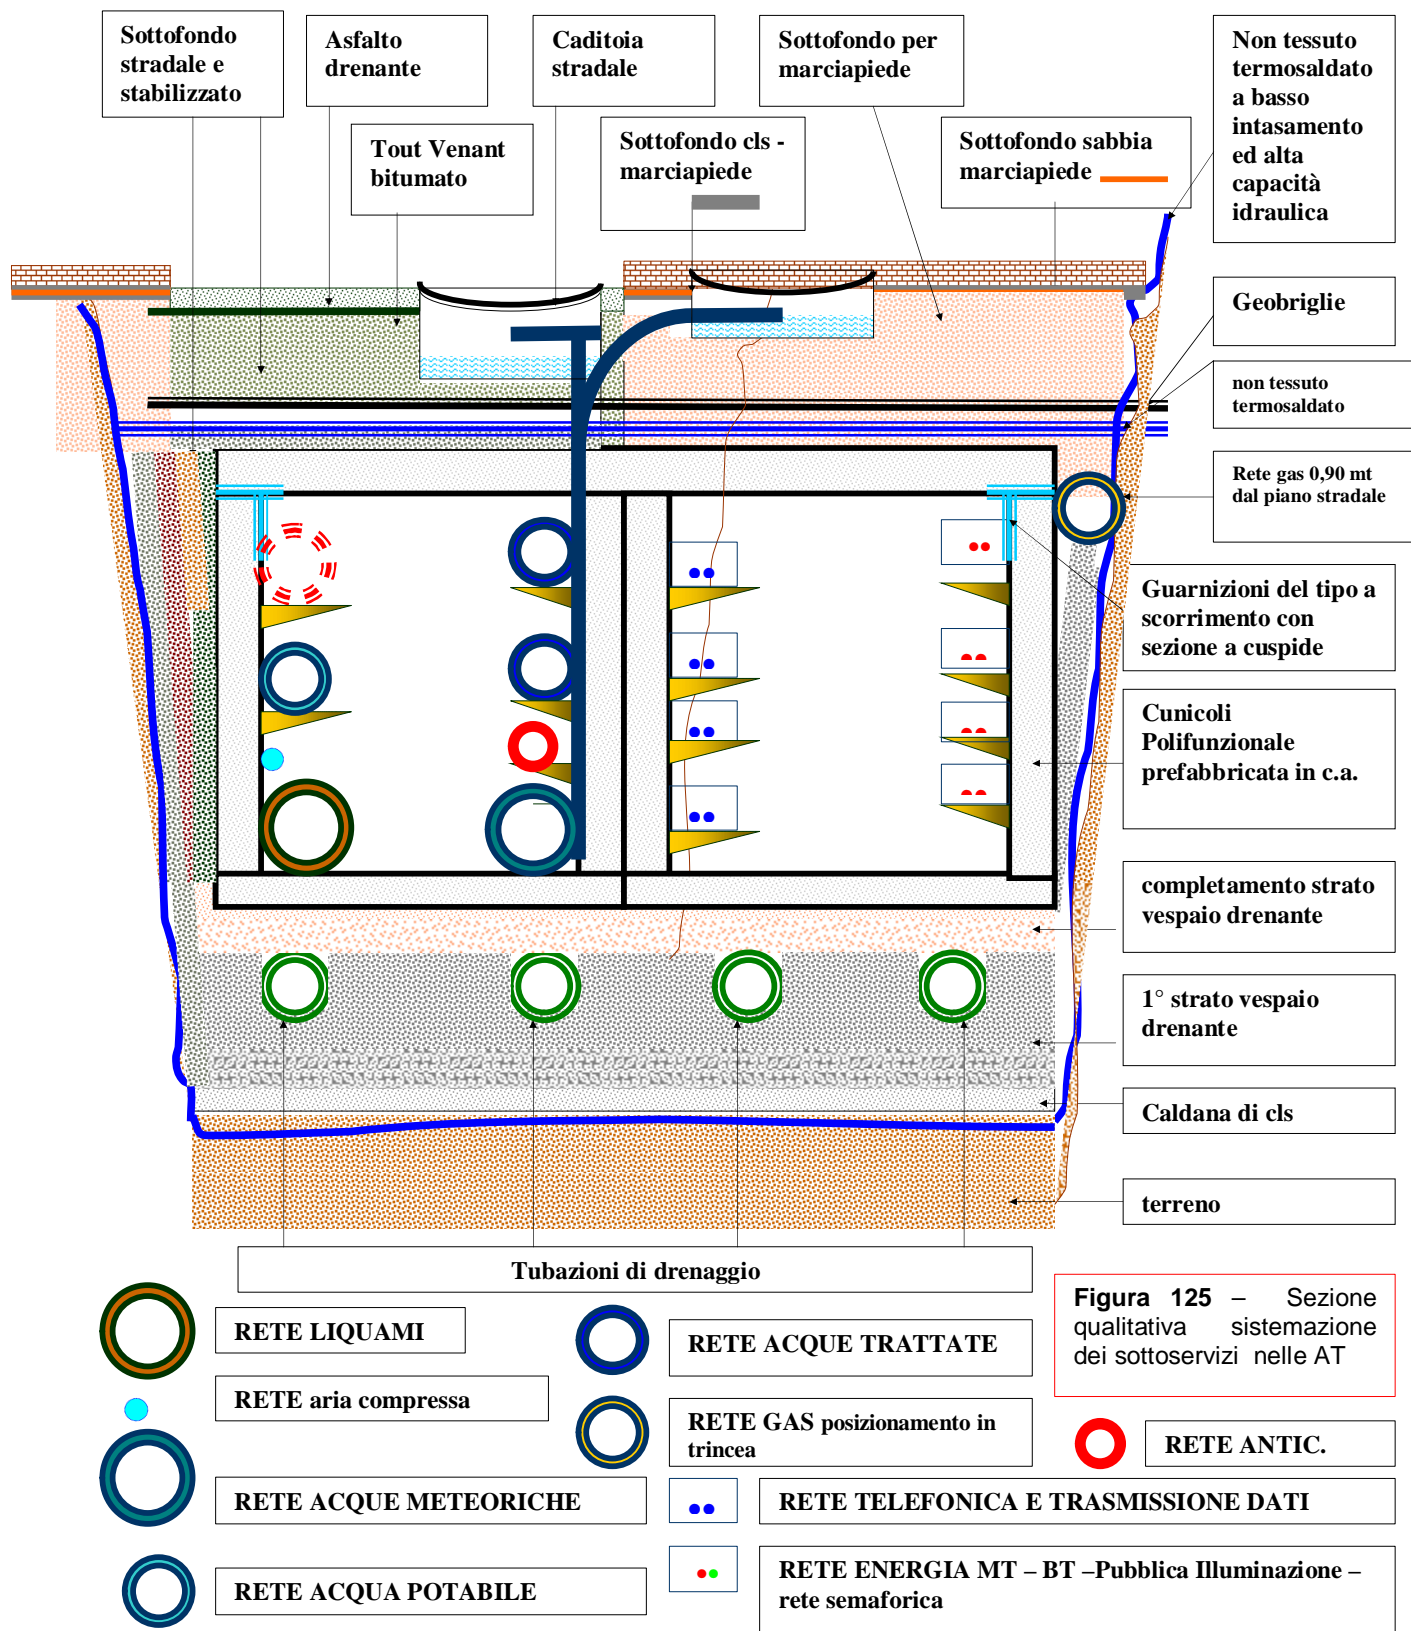 Sottofondo
stradale e
stabilizzato
Asfalto
drenante
Caditoia
stradale
Sottofondo per
marciapiede
Non tessuto
termosaldato
a basso
intasamento
ed alta
capacità
idraulica
Tout Venant
bitumato
Sottofondo cls -
marciapiede
Sottofondo sabbia
marciapiede
Geobriglie
non tessuto
termosaldato
Rete gas 0,90 mt
dal piano stradale
Guarnizioni del tipo a
scorrimento con
sezione a cuspide
Cunicoli
Polifunzionale
prefabbricata in c.a.
completamento strato
vespaio drenante
1° strato vespaio
drenante
Caldana di cls
terreno
Tubazioni di drenaggio
Figura 125 – Sezione
qualitativa sistemazione
dei sottoservizi nelle AT
RETE LIQUAMI
RETE aria compressa
RETE ACQUE METEORICHE
RETE ACQUA POTABILE
RETE ACQUE TRATTATE
RETE GAS posizionamento in
trincea
RETE ANTIC.
RETE TELEFONICA E TRASMISSIONE DATI
RETE ENERGIA MT – BT –Pubblica Illuminazione –
rete semaforica